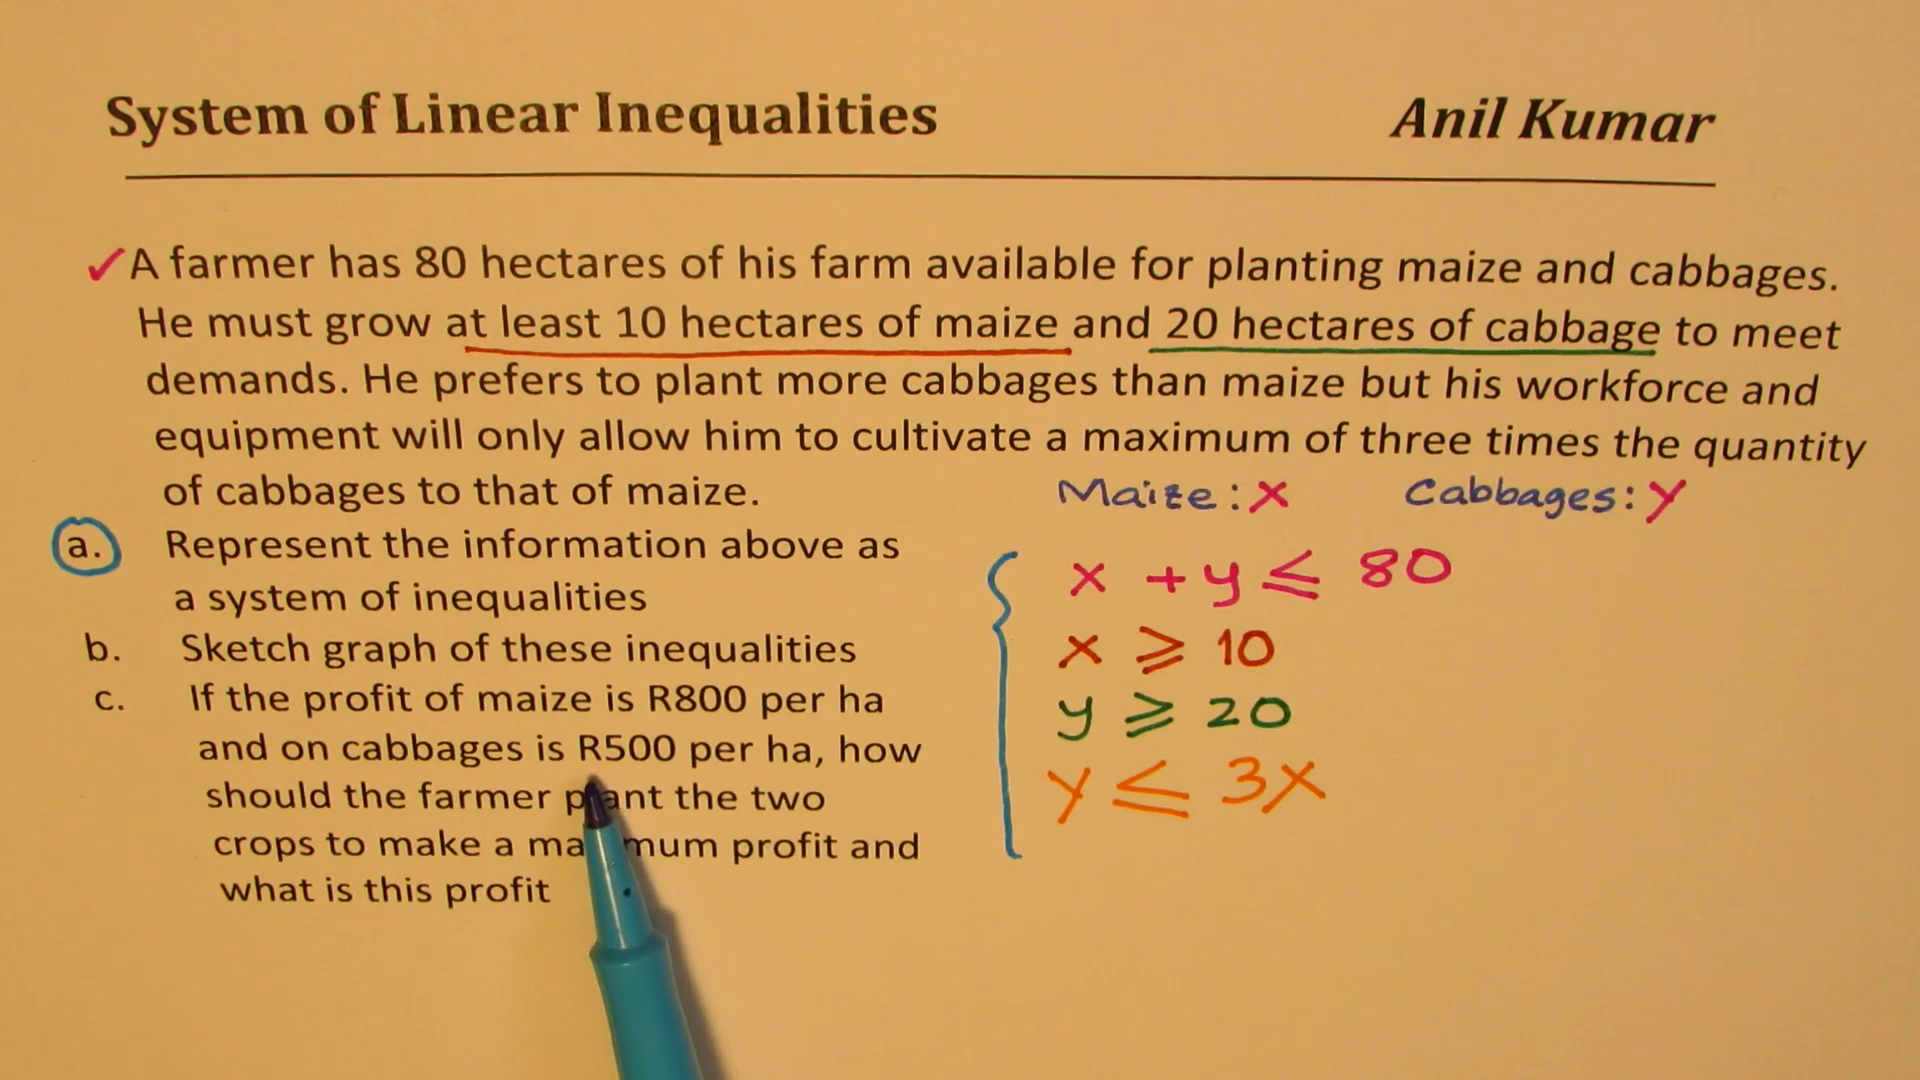 System of Linear Inequalities Anil Kumar
✓A farmer has 80 hectares of his farm available for planting maize and cabbages.
He must grow at least 10 hectares of maize and 20 hectares of cabbage to meet
demands. He prefers to plant more cabbages than maize but his workforce and
equipment will only allow him to cultivate a maximum of three times the quantity
of cabbages to that of maize. Maize: x Cabbages: y
a. Represent the information above as
a system of inequalities
x + y ≤ 80
b. Sketch graph of these inequalities
x ≥ 10
c. If the profit of maize is R800 per ha
y ≥ 20
and on cabbages is R500 per ha, how
y ≤ 3x
should the farmer the two
crops to make a profit and
what is this profit